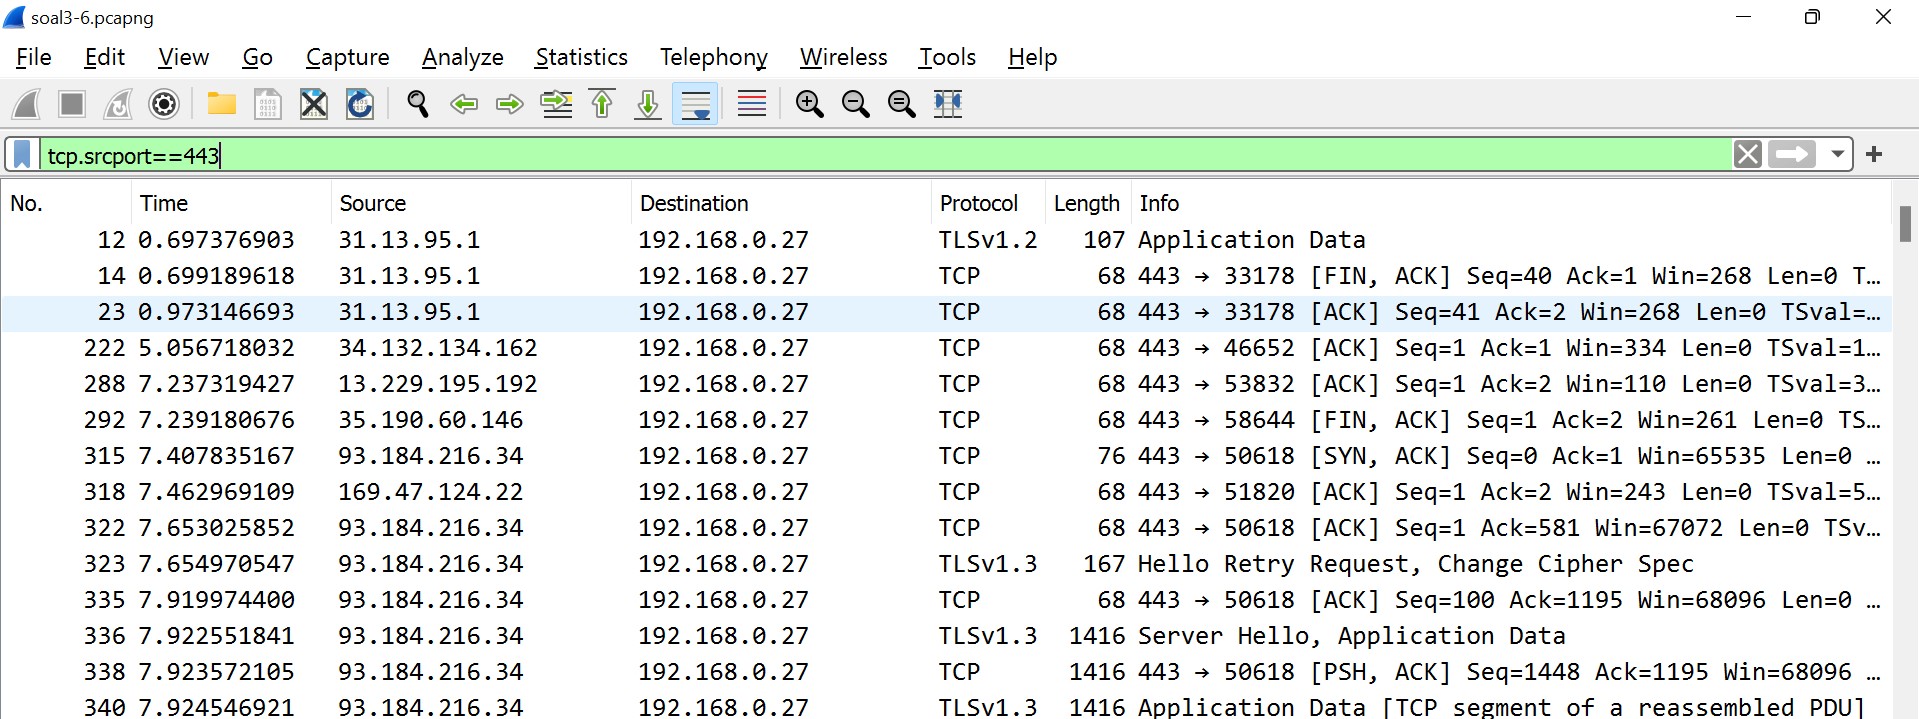 soal3-6.pcapng
File Edit View Go Capture Analyze Statistics Telephony Wireless Tools Help
tcp.srcport==443
No. Time Source Destination Protocol Length Info
12 0.697376903 31.13.95.1 192.168.0.27 TLSv1.2 107 Application Data
14 0.699189618 31.13.95.1 192.168.0.27 TCP 68 443 → 33178 [FIN, ACK] Seq=40 Ack=1 Win=268 Len=0 T…
23 0.973146693 31.13.95.1 192.168.0.27 TCP 68 443 → 33178 [ACK] Seq=41 Ack=2 Win=268 Len=0 TSval=…
222 5.056718032 34.132.134.162 192.168.0.27 TCP 68 443 → 46652 [ACK] Seq=1 Ack=1 Win=334 Len=0 TSval=1…
288 7.237319427 13.229.195.192 192.168.0.27 TCP 68 443 → 53832 [ACK] Seq=1 Ack=2 Win=110 Len=0 TSval=3…
292 7.239180676 35.190.60.146 192.168.0.27 TCP 68 443 → 58644 [FIN, ACK] Seq=1 Ack=2 Win=261 Len=0 TS…
315 7.407835167 93.184.216.34 192.168.0.27 TCP 76 443 → 50618 [SYN, ACK] Seq=0 Ack=1 Win=65535 Len=0 …
318 7.462969109 169.47.124.22 192.168.0.27 TCP 68 443 → 51820 [ACK] Seq=1 Ack=2 Win=243 Len=0 TSval=5…
322 7.653025852 93.184.216.34 192.168.0.27 TCP 68 443 → 50618 [ACK] Seq=1 Ack=581 Win=67072 Len=0 TSv…
323 7.654970547 93.184.216.34 192.168.0.27 TLSv1.3 167 Hello Retry Request, Change Cipher Spec
335 7.919974400 93.184.216.34 192.168.0.27 TCP 68 443 → 50618 [ACK] Seq=100 Ack=1195 Win=68096 Len=0 …
336 7.922551841 93.184.216.34 192.168.0.27 TLSv1.3 1416 Server Hello, Application Data
338 7.923572105 93.184.216.34 192.168.0.27 TCP 1416 443 → 50618 [PSH, ACK] Seq=1448 Ack=1195 Win=68096 …
340 7.924546921 93.184.216.34 192.168.0.27 TLSv1.3 1416 Application Data [TCP segment of a reassembled PDU]